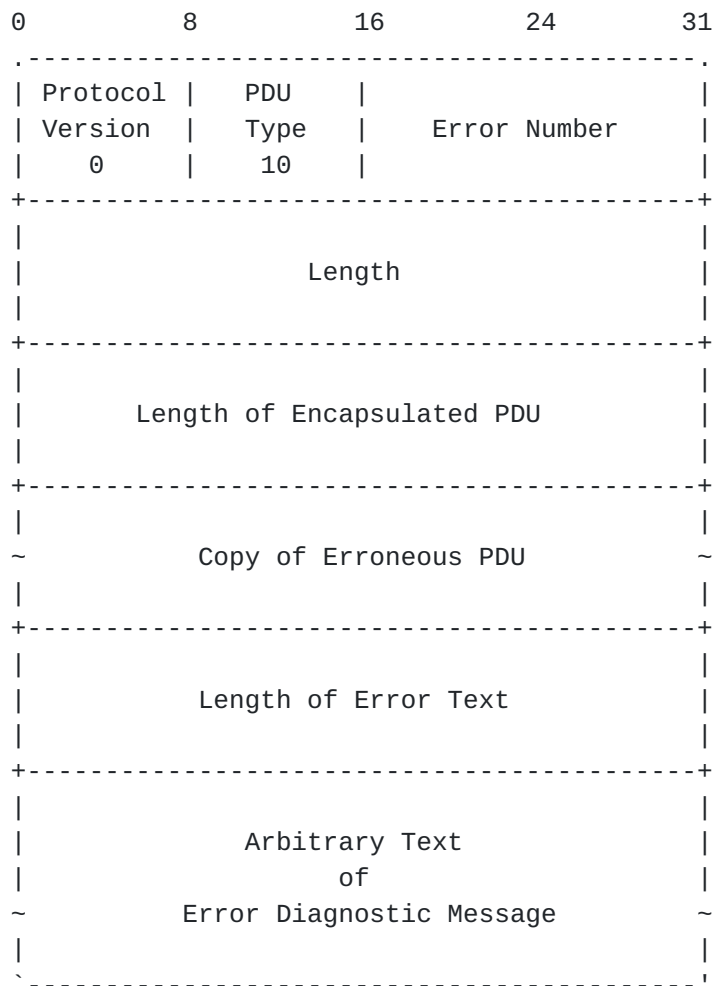 0          8          16         24        31
.-------------------------------------------.
| Protocol |   PDU    |                     |
| Version  |   Type   |    Error Number     |
|    0     |    10    |                     |
+-------------------------------------------+
|                                           |
|                  Length                   |
|                                           |
+-------------------------------------------+
|                                           |
|       Length of Encapsulated PDU          |
|                                           |
+-------------------------------------------+
|                                           |
~           Copy of Erroneous PDU           ~
|                                           |
+-------------------------------------------+
|                                           |
|           Length of Error Text            |
|                                           |
+-------------------------------------------+
|                                           |
|              Arbitrary Text               |
|                    of                     |
~          Error Diagnostic Message         ~
|                                           |
`-------------------------------------------'